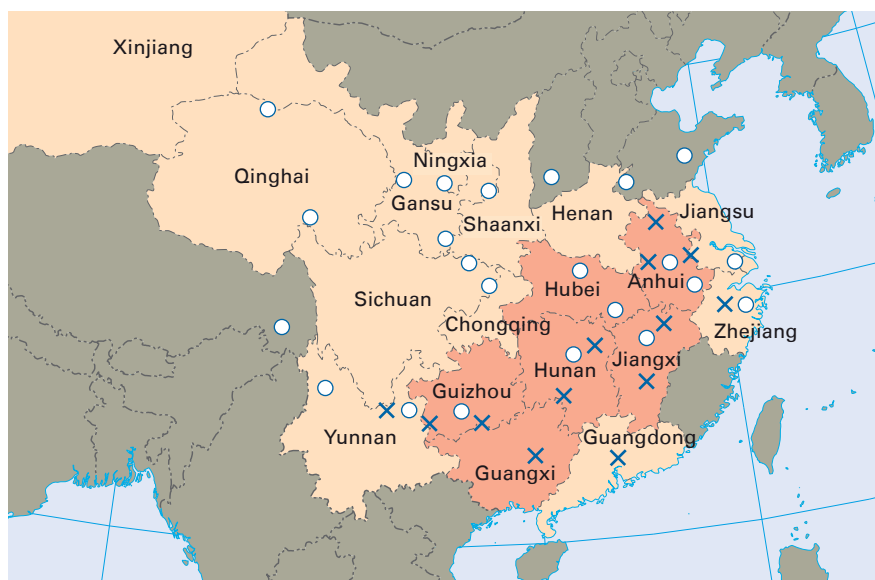 Xinjiang
Ningxia
Qinghai
Gansu
Shaanxi
Henan
Jiangsu
Sichuan
Hubei
Anhui
Chongqing
Zhejiang
Hunan
Jiangxi
Guizhou
Yunnan
Guangdong
Guangxi